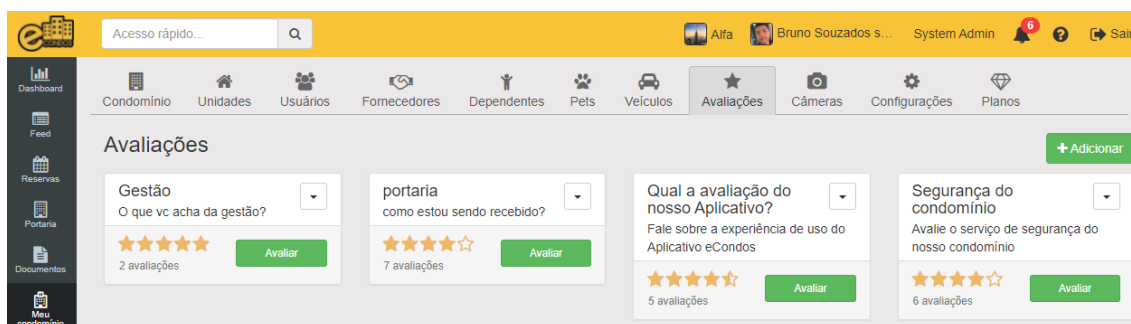 eCONDOS
Acesso rápido...
Alfa
Bruno Souzados s...
System Admin
6
Sair
Dashboard
Feed
Reservas
Portaria
Documentos
Meu
condomínio
Condomínio
Unidades
Usuários
Fornecedores
Dependentes
Pets
Veículos
Avaliações
Câmeras
Configurações
Planos
Avaliações
Adicionar
Gestão
O que vc acha da gestão?
2 avaliações
Avaliar
portaria
como estou sendo recebido?
7 avaliações
Avaliar
Qual a avaliação do
nosso Aplicativo?
Fale sobre a experiência de uso do
Aplicativo eCondos
5 avaliações
Avaliar
Segurança do
condomínio
Avalie o serviço de segurança do
nosso condomínio
6 avaliações
Avaliar